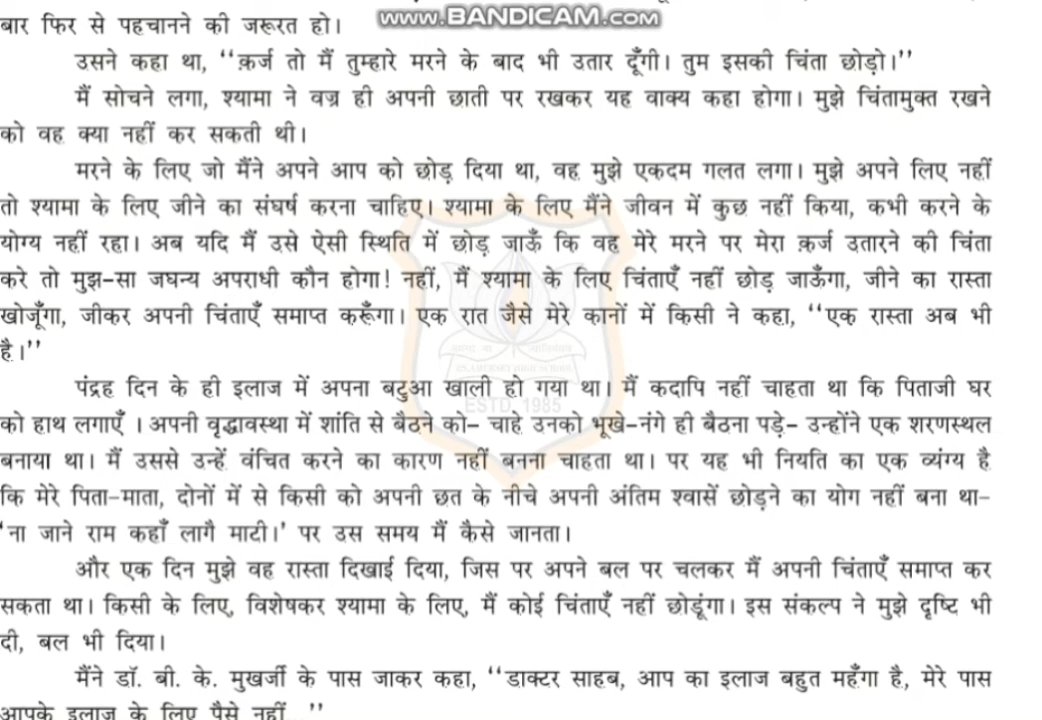 www.BANDICAM.com
बार फिर से पहचानने की जरूरत हो।
उसने कहा था, ‘‘क़र्ज तो मैं तुम्हारे मरने के बाद भी उतार दूँगी। तुम इसकी चिंता छोड़ो।’’
मैं सोचने लगा, श्यामा ने वज्र ही अपनी छाती पर रखकर यह वाक्य कहा होगा। मुझे चिंतामुक्त रखने
को वह क्या नहीं कर सकती थी।
मरने के लिए जो मैंने अपने आप को छोड़ दिया था, वह मुझे एकदम गलत लगा। मुझे अपने लिए नहीं
तो श्यामा के लिए जीने का संघर्ष करना चाहिए। श्यामा के लिए मैंने जीवन में कुछ नहीं किया, कभी करने के
योग्य नहीं रहा। अब यदि मैं उसे ऐसी स्थिति में छोड़ जाऊँ कि वह मेरे मरने पर मेरा क़र्ज उतारने की चिंता
करे तो मुझ-सा जघन्य अपराधी कौन होगा! नहीं, मैं श्यामा के लिए चिंताएँ नहीं छोड़ जाऊँगा, जीने का रास्ता
खोजूँगा, जीकर अपनी चिंताएँ समाप्त करूँगा। एक रात जैसे मेरे कानों में किसी ने कहा, ‘‘एक रास्ता अब भी
है।’’
पंद्रह दिन के ही इलाज में अपना बटुआ खाली हो गया था। मैं कदापि नहीं चाहता था कि पिताजी घर
को हाथ लगाएँ । अपनी वृद्धावस्था में शांति से बैठने को- चाहे उनको भूखे-नंगे ही बैठना पड़े- उन्होंने एक शरणस्थल
बनाया था। मैं उससे उन्हें वंचित करने का कारण नहीं बनना चाहता था। पर यह भी नियति का एक व्यंग्य है
कि मेरे पिता-माता, दोनों में से किसी को अपनी छत के नीचे अपनी अंतिम श्वासें छोड़ने का योग नहीं बना था-
‘ना जाने राम कहाँ लागै माटी।’ पर उस समय मैं कैसे जानता।
और एक दिन मुझे वह रास्ता दिखाई दिया, जिस पर अपने बल पर चलकर मैं अपनी चिंताएँ समाप्त कर
सकता था। किसी के लिए, विशेषकर श्यामा के लिए, मैं कोई चिंताएँ नहीं छोडूंगा। इस संकल्प ने मुझे दृष्टि भी
दी, बल भी दिया।
मैंने डॉ. बी. के. मुखर्जी के पास जाकर कहा, ‘‘डाक्टर साहब, आप का इलाज बहुत महँगा है, मेरे पास
आपके इलाज के लिए पैसे नहीं...’’
ESTD. 1985